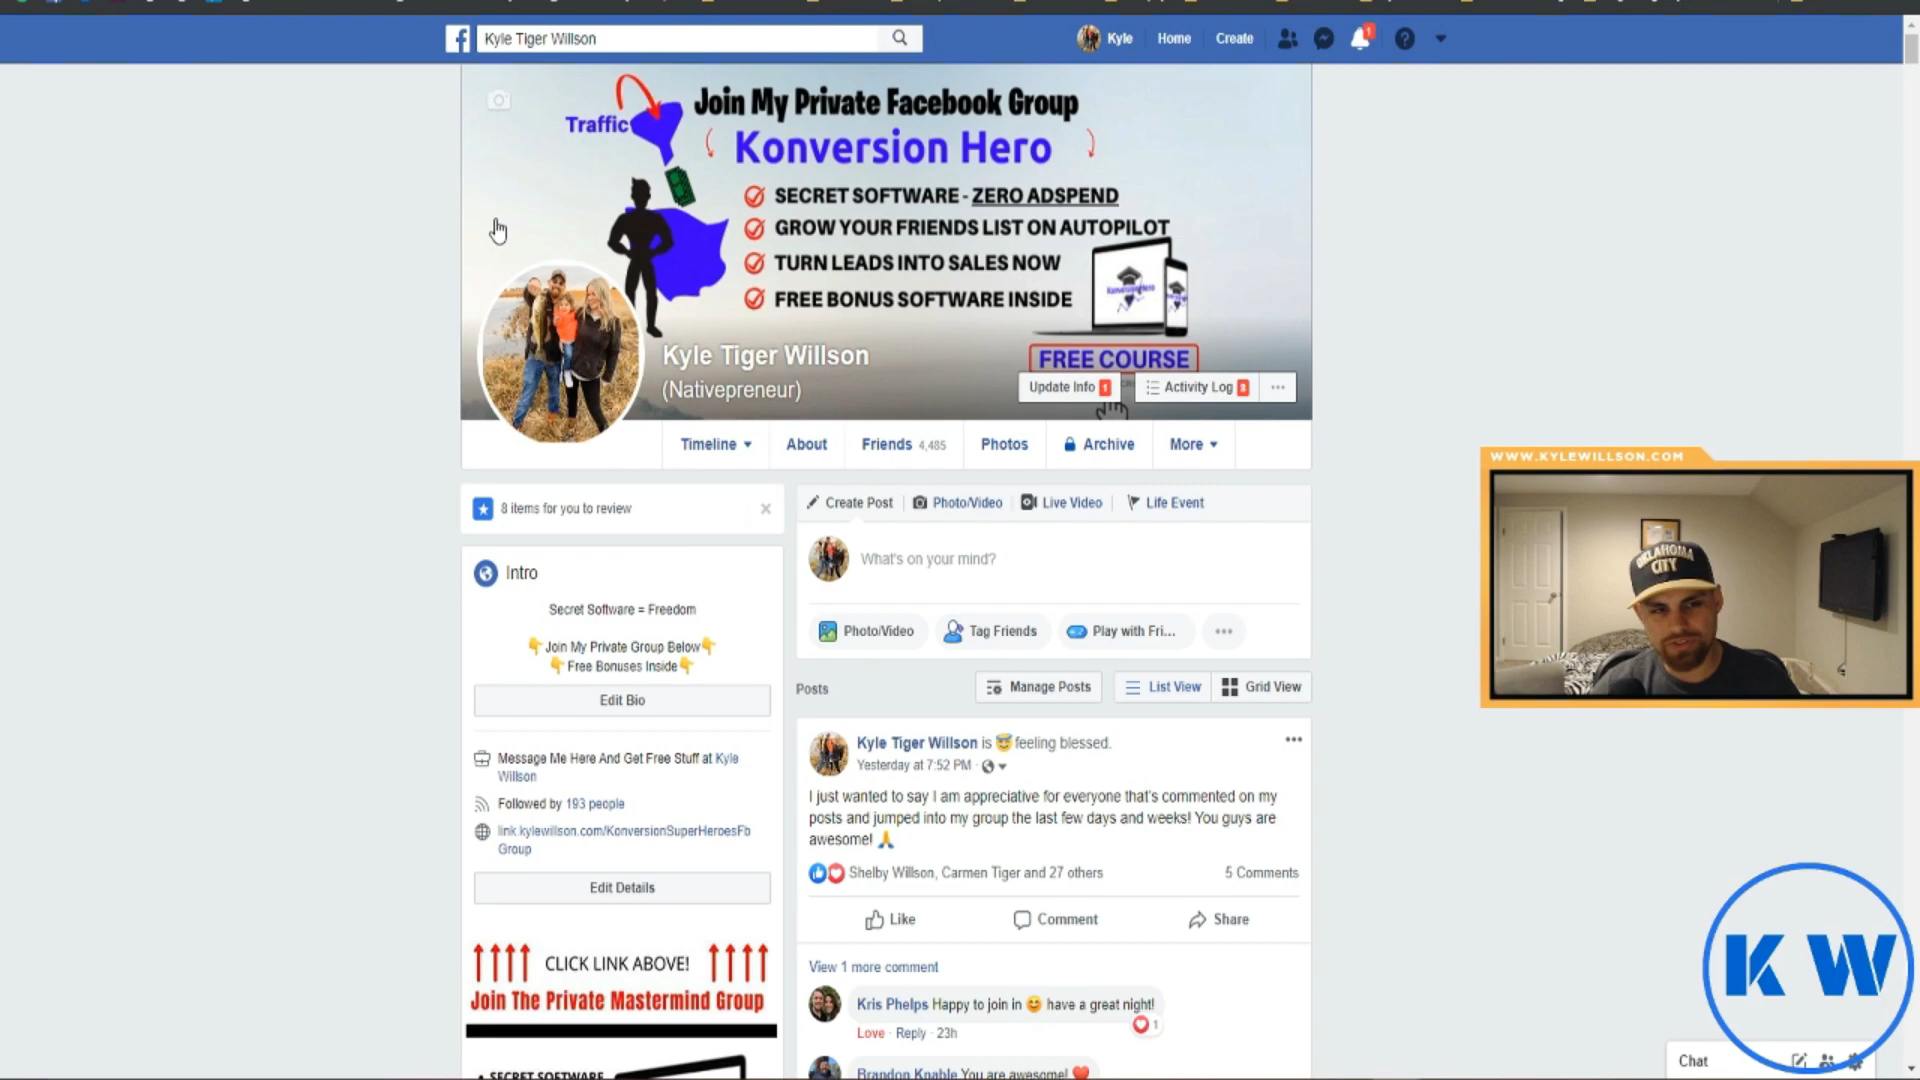 Kyle Tiger Willson
Kyle
Home
Create
1
Join My Private Facebook Group
Traffic
Konversion Hero
SECRET SOFTWARE - ZERO ADSPEND
GROW YOUR FRIENDS LIST ON AUTOPILOT
TURN LEADS INTO SALES NOW
FREE BONUS SOFTWARE INSIDE
KonversionHero
FREE COURSE
Kyle Tiger Willson
(Nativepreneur)
Update Info 1
Activity Log 3
Timeline
About
Friends 4,485
Photos
Archive
More
WWW.KYLEWILLSON.COM
OKLAHOMA
CITY
8 items for you to review
Create Post
Photo/Video
Live Video
Life Event
What's on your mind?
Photo/Video
Tag Friends
Play with Fri...
Intro
Secret Software = Freedom
👇Join My Private Group Below👇
👇Free Bonuses Inside👇
Edit Bio
Message Me Here And Get Free Stuff at Kyle
Willson
Followed by 193 people
link.kylewillson.com/KonversionSuperHeroesFb
Group
Edit Details
CLICK LINK ABOVE!
Join The Private Mastermind Group
• SECRET SOFTWARE
Posts
Manage Posts
List View
Grid View
Kyle Tiger Willson is 😇 feeling blessed.
Yesterday at 7:52 PM ·
I just wanted to say I am appreciative for everyone that's commented on my
posts and jumped into my group the last few days and weeks! You guys are
awesome! 🙏
Shelby Willson, Carmen Tiger and 27 others
5 Comments
Like
Comment
Share
View 1 more comment
Kris Phelps Happy to join in 😊 have a great night!
1
Love · Reply · 23h
Brandon Knable You are awesome! ❤️
KW
Chat